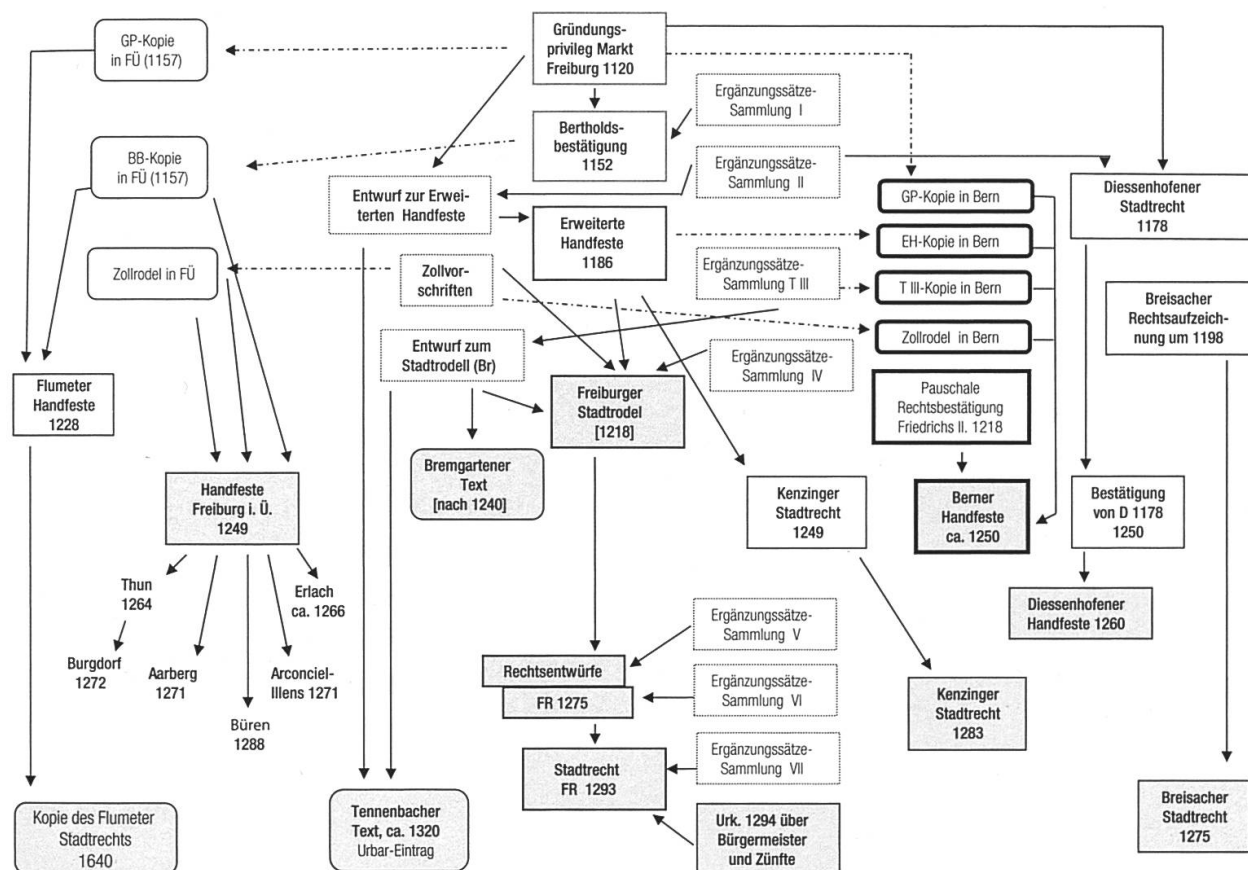 GP-Kopie
in FÜ (1157)
Gründungs-
privileg Markt
Freiburg 1120
Ergänzungssätze-
Sammlung I
BB-Kopie
in FÜ (1157)
Bertholds-
bestätigung
1152
Ergänzungssätze-
Sammlung II
Entwurf zur Erwei-
terten Handfeste
Erweiterte
Handfeste
1186
GP-Kopie in Bern
Diessenhofener
Stadtrecht
1178
EH-Kopie in Bern
Zollrodel in FÜ
Zollvor-
schriften
Ergänzungssätze-
Sammlung T III
T III-Kopie in Bern
Breisacher
Rechtsaufzeich-
nung um 1198
Zollrodel in Bern
Entwurf zum
Stadtrodell (Br)
Ergänzungssätze-
Sammlung IV
Flumeter
Handfeste
1228
Freiburger
Stadtrodel
[1218]
Pauschale
Rechtsbestätigung
Friedrichs II. 1218
Bremgartener
Text
[nach 1240]
Handfeste
Freiburg i. Ü.
1249
Kenzinger
Stadtrecht
1249
Berner
Handfeste
ca. 1250
Bestätigung
von D 1178
1250
Thun
1264
Erlach
ca. 1266
Diessenhofener
Handfeste 1260
Burgdorf
1272
Aarberg
1271
Büren
1288
Arconciel-
Illens 1271
Ergänzungssätze-
Sammlung V
Rechtsentwürfe
FR 1275
Ergänzungssätze-
Sammlung VI
Kenzinger
Stadtrecht
1283
Stadtrecht
FR 1293
Ergänzungssätze-
Sammlung VII
Kopie des Flumeter
Stadtrechts
1640
Tennenbacher
Text, ca. 1320
Urbar-Eintrag
Urk. 1294 über
Bürgermeister
und Zünfte
Breisacher
Stadtrecht
1275